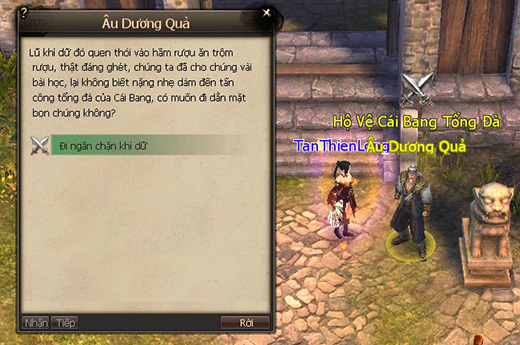 Âu Dương Quả
Lũ khỉ dữ đó quen thói vào hầm rượu ăn trộm
rượu, thật đáng ghét, chúng ta đã cho chúng vài
bài học, lại không biết nặng nhẹ dám đến tấn
công tổng đà của Cái Bang, có muốn đi dằn mặt
bọn chúng không?
Đi ngăn chặn khỉ dữ
Nhận Tiếp Rời
Hộ Vệ Cái Bang Tổng Đà
Âu Dương Quả